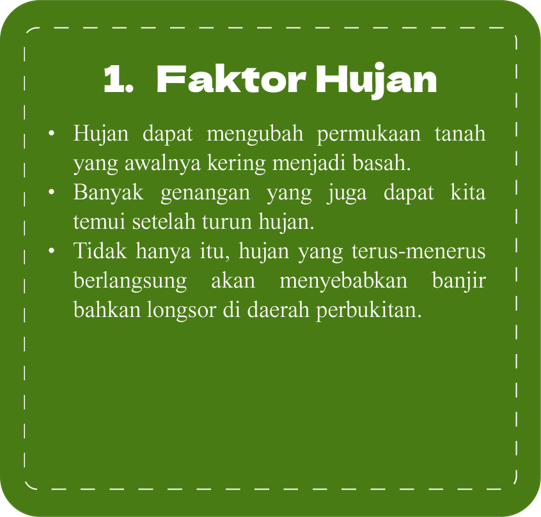 1. Faktor Hujan
• Hujan dapat mengubah permukaan tanah
yang awalnya kering menjadi basah.
• Banyak genangan yang juga dapat kita
temui setelah turun hujan.
• Tidak hanya itu, hujan yang terus-menerus
berlangsung akan menyebabkan banjir
bahkan longsor di daerah perbukitan.